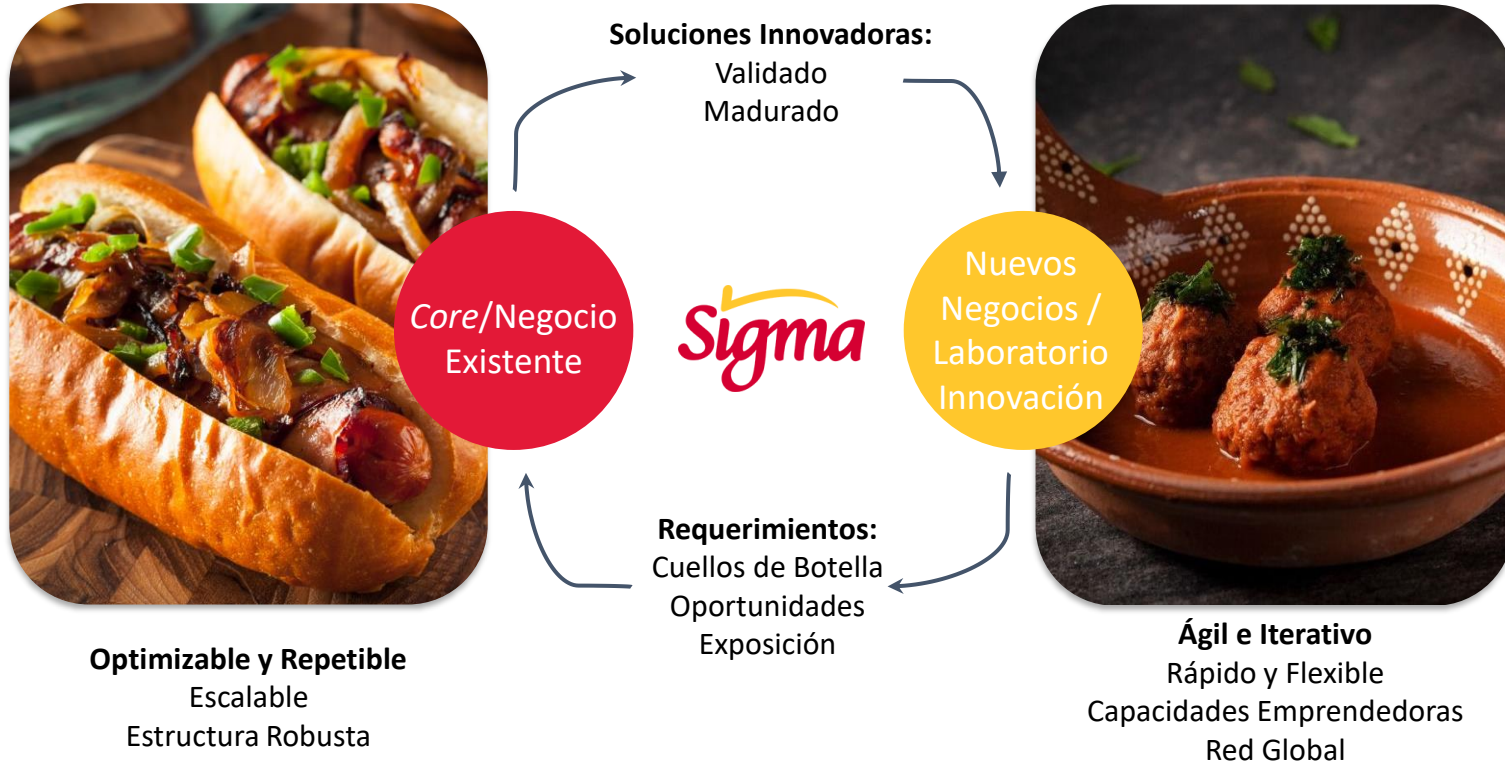 Soluciones Innovadoras:
Validado
Madurado
Core/Negocio
Existente
Sigma
Nuevos
Negocios /
Laboratorio
Innovación
Requerimientos:
Cuellos de Botella
Oportunidades
Exposición
Optimizable y Repetible
Escalable
Estructura Robusta
Ágil e Iterativo
Rápido y Flexible
Capacidades Emprendedoras
Red Global